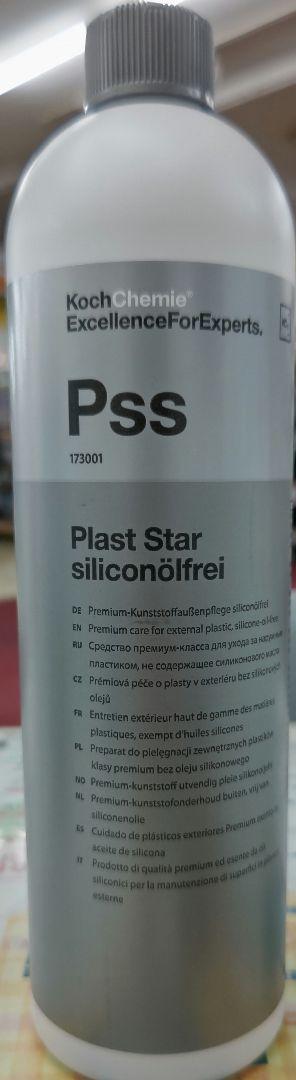 KochChemie®
ExcellenceForExperts.
Pss
173001
Plast Star
siliconölfrei
DE Premium-Kunststoffaußenpflege siliconölfrei
EN Premium care for external plastic, silicone-oil-free
RU Средство премиум-класса для ухода за наружным
пластиком, не содержащее силиконового масла
CZ Prémiová péče o plasty v exteriéru bez silikonových
olejů
FR Entretien extérieur haut de gamme des matières
plastiques, exempt d'huiles silicones
PL Preparat do pielęgnacji zewnętrznych plastików
klasy premium bez oleju silikonowego
NO Premium-kunststoff utvendig pleie silikonoljefri
NL Premium-kunststofonderhoud buiten, vrij van
siliconenolie
ES Cuidado de plásticos exteriores Premium exento de
aceite de silicona
IT Prodotto di qualità premium ed esente da oli
siliconici per la manutenzione di superfici in
esterne